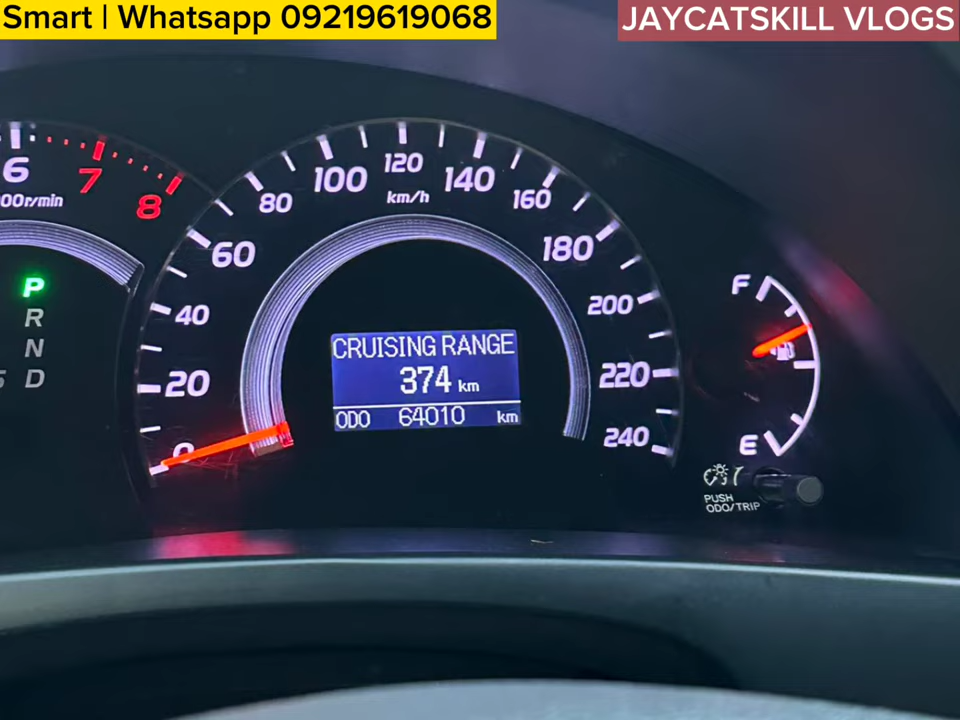 Smart | Whatsapp 09219619068
JAYCATSKILL VLOGS
6 7 8
00r/min
P
R
N
D
5
0 20 40 60 80 100 120 140 160 180 200 220 240
km/h
CRUISING RANGE
374 km
ODO 64010 km
F
E
PUSH
ODO/TRIP